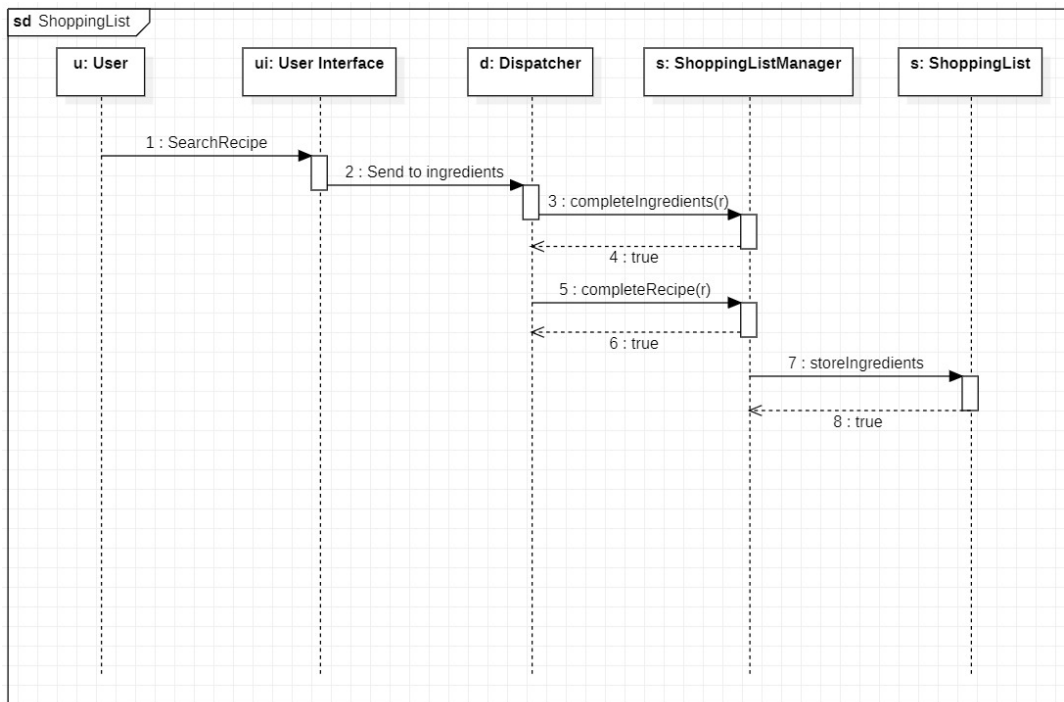 sd ShoppingList
u: User
ui: User Interface
d: Dispatcher
s: ShoppingListManager
s: ShoppingList
1 : SearchRecipe
2 : Send to ingredients
3 : completeIngredients(r)
4 : true
5 : completeRecipe(r)
6 : true
7 : storeIngredients
8 : true